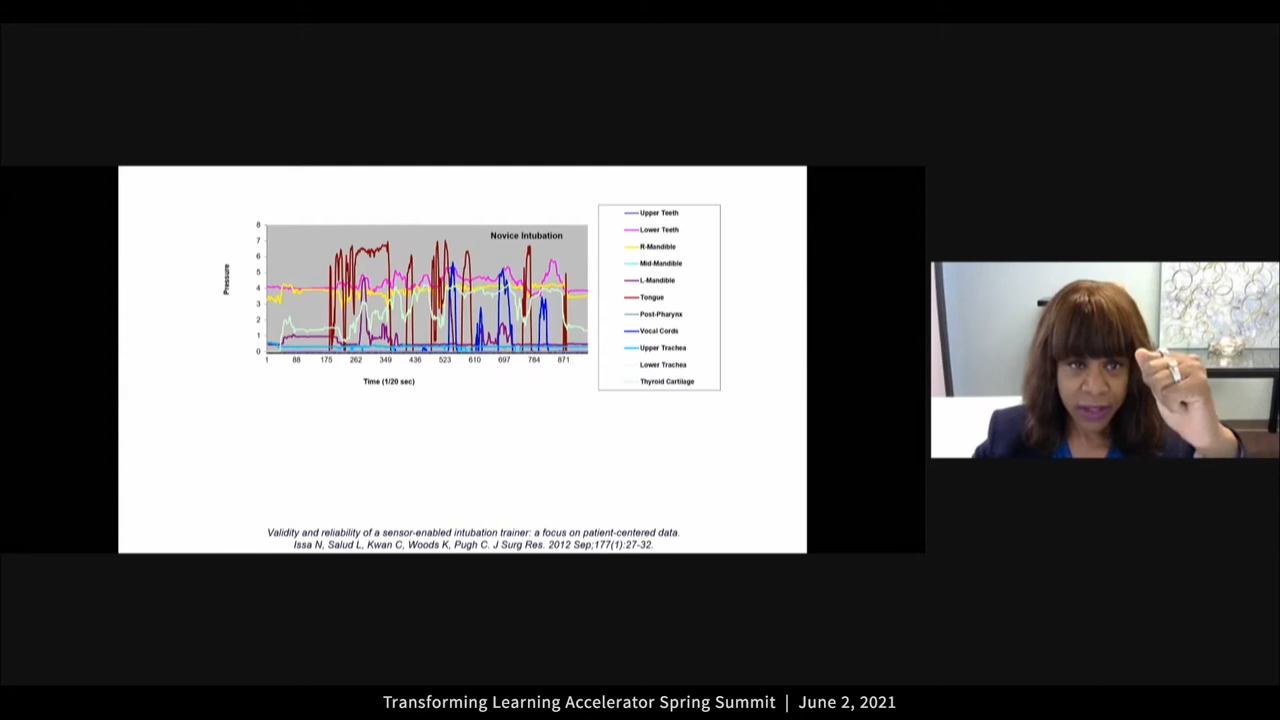 Novice Intubation
8
7
6
5
4
3
2
1
0
Pressure
1 88 175 262 349 436 523 610 697 784 871
Time (1/20 sec)
Upper Teeth
Lower Teeth
R-Mandible
Mid-Mandible
L-Mandible
Tongue
Post-Pharynx
Vocal Cords
Upper Trachea
Lower Trachea
Thyroid Cartilage
Validity and reliability of a sensor-enabled intubation trainer: a focus on patient-centered data.
Issa N, Salud L, Kwan C, Woods K, Pugh C. J Surg Res. 2012 Sep;177(1):27-32.
Transforming Learning Accelerator Spring Summit | June 2, 2021